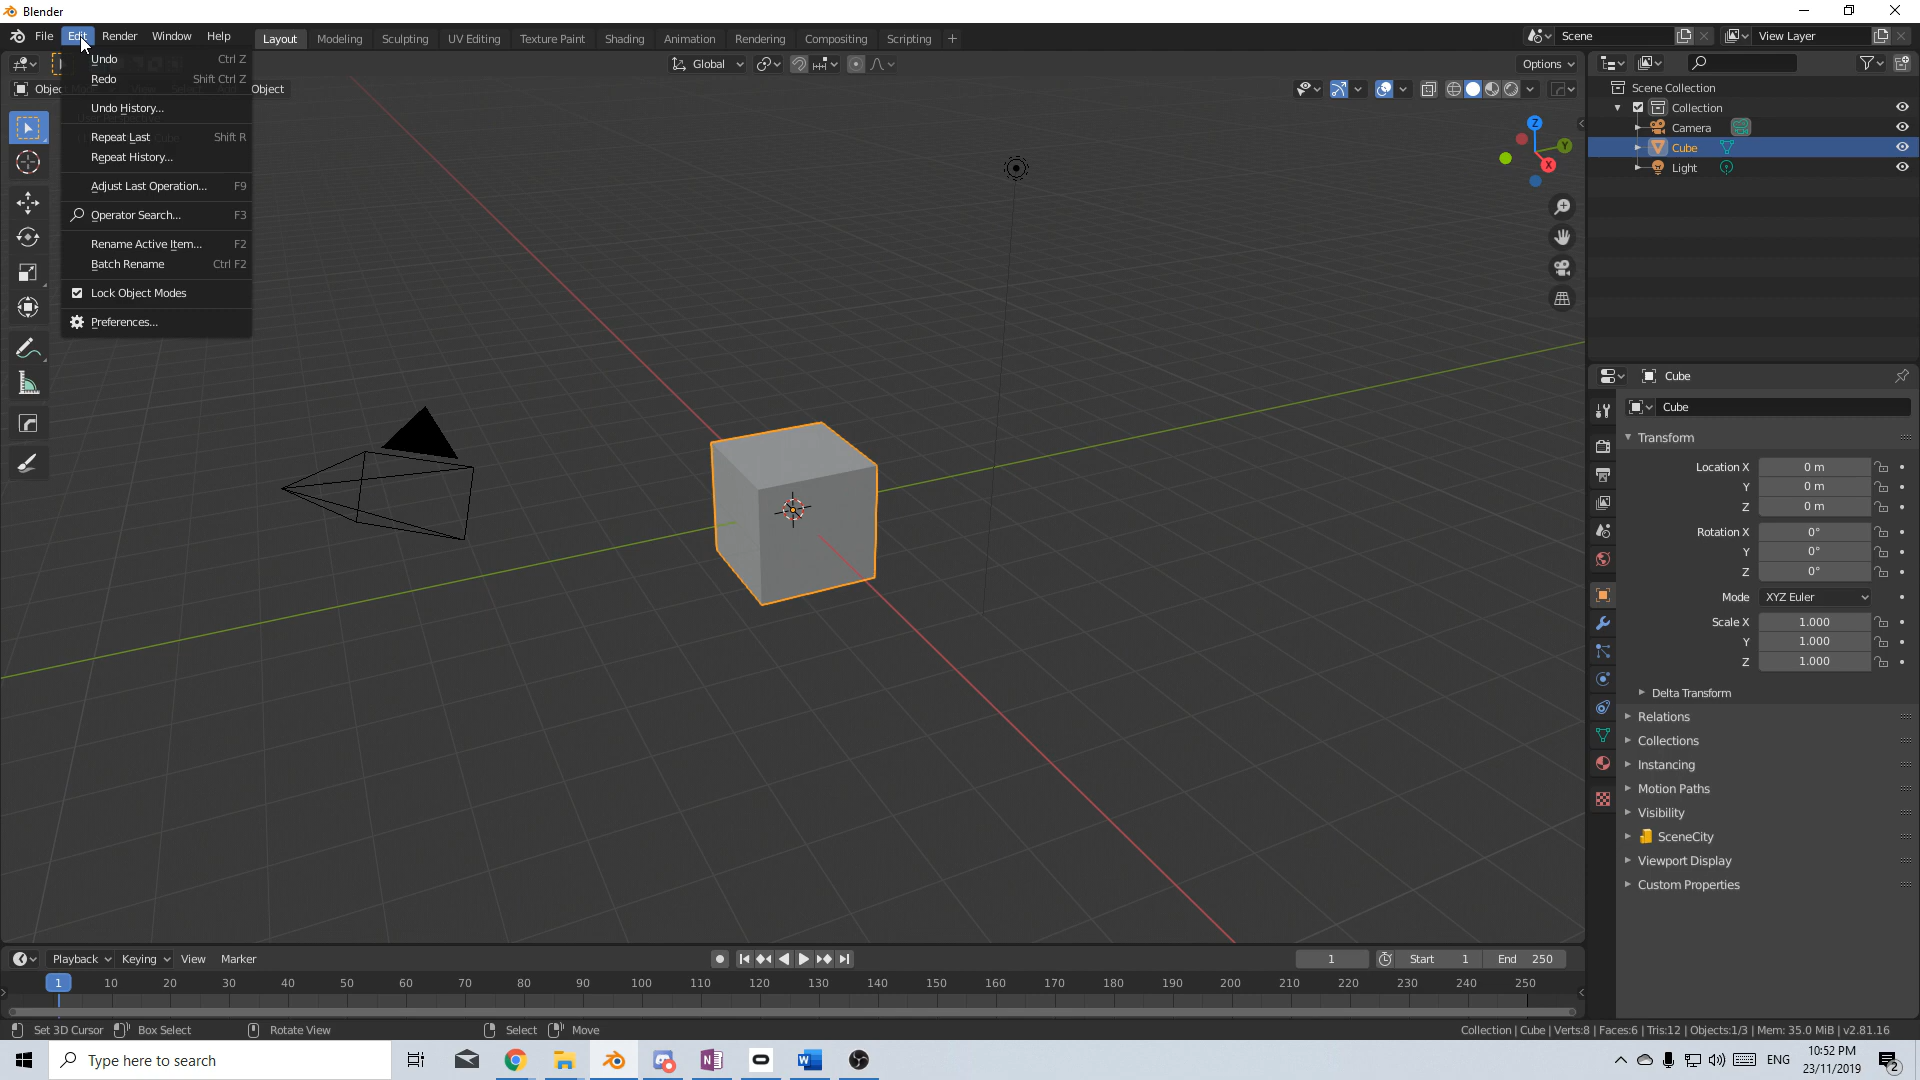 Blender
File Edit Render Window Help
Layout Modeling Sculpting UV Editing Texture Paint Shading Animation Rendering Compositing Scripting +
Scene
View Layer
Global
Options
Undo Ctrl Z
Redo Shift Ctrl Z
Undo History...
Repeat Last Shift R
Repeat History...
Adjust Last Operation... F9
Operator Search... F3
Rename Active Item... F2
Batch Rename Ctrl F2
Lock Object Modes
Preferences...
Objec
Object
Z
Y
X
Scene Collection
Collection
Camera
Cube
Light
Cube
Cube
Transform
Location X 0 m
Y 0 m
Z 0 m
Rotation X 0°
Y 0°
Z 0°
Mode XYZ Euler
Scale X 1.000
Y 1.000
Z 1.000
Delta Transform
Relations
Collections
Instancing
Motion Paths
Visibility
SceneCity
Viewport Display
Custom Properties
Playback Keying View Marker
1 Start 1 End 250
1 10 20 30 40 50 60 70 80 90 100 110 120 130 140 150 160 170 180 190 200 210 220 230 240 250
Set 3D Cursor Box Select Rotate View Select Move
Collection | Cube | Verts:8 | Faces:6 | Tris:12 | Objects:1/3 | Mem: 35.0 MiB | v2.81.16
Type here to search
ENG
10:52 PM
23/11/2019
2